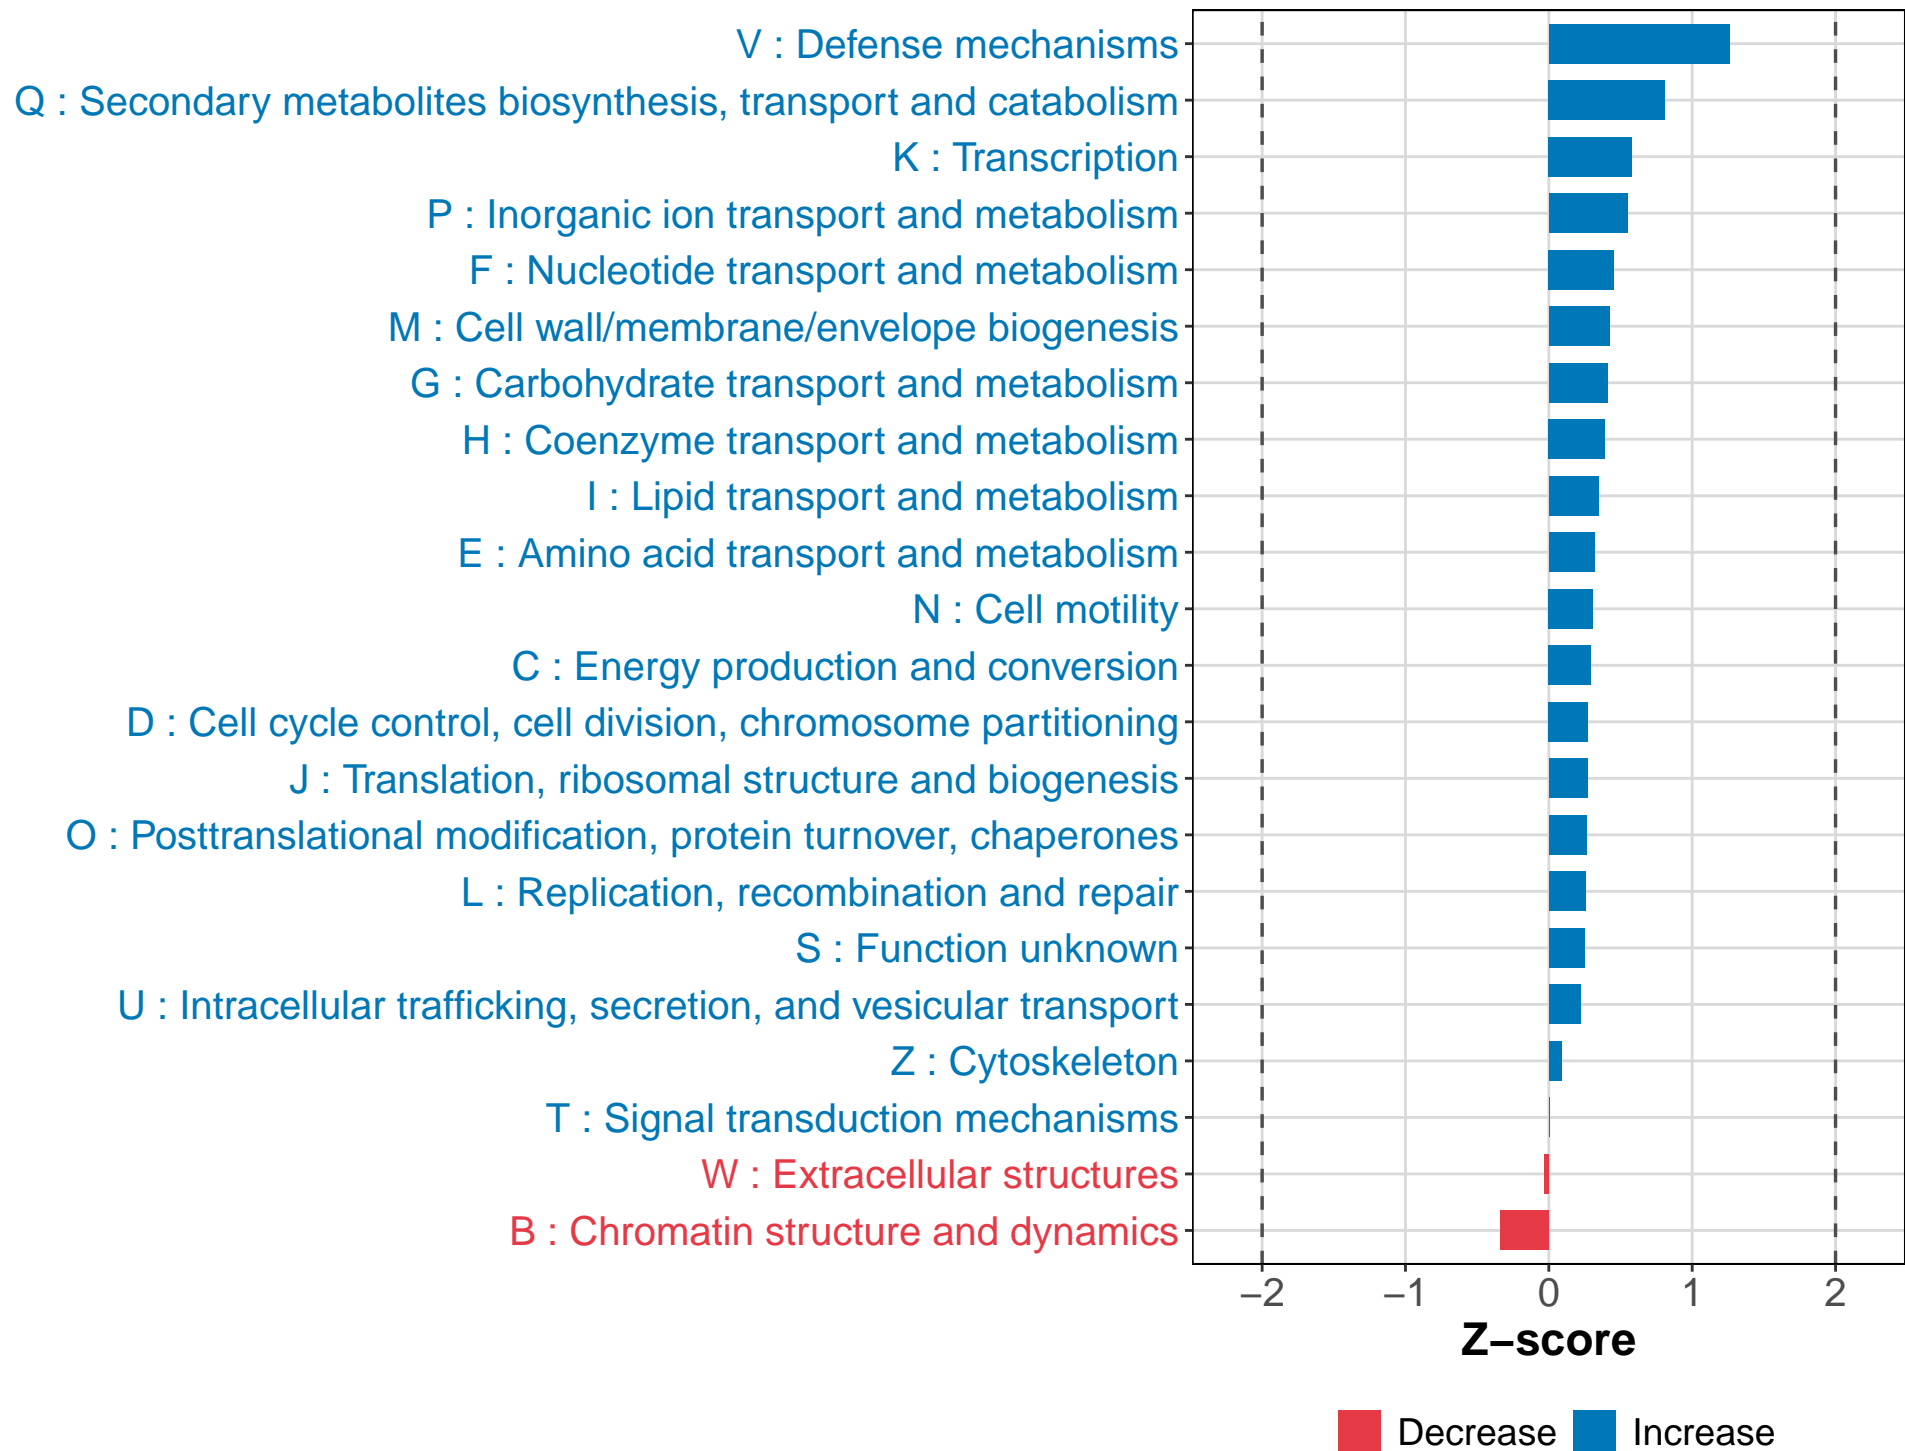 V : Defense mechanisms
Q : Secondary metabolites biosynthesis, transport and catabolism
K : Transcription
P : Inorganic ion transport and metabolism
F : Nucleotide transport and metabolism
M : Cell wall/membrane/envelope biogenesis
G : Carbohydrate transport and metabolism
H : Coenzyme transport and metabolism
I : Lipid transport and metabolism
E : Amino acid transport and metabolism
N : Cell motility
C : Energy production and conversion
D : Cell cycle control, cell division, chromosome partitioning
J : Translation, ribosomal structure and biogenesis
O : Posttranslational modification, protein turnover, chaperones
L : Replication, recombination and repair
S : Function unknown
U : Intracellular trafficking, secretion, and vesicular transport
Z : Cytoskeleton
T : Signal transduction mechanisms
W : Extracellular structures
B : Chromatin structure and dynamics
−2 −1 0 1 2
Z−score
Decrease Increase